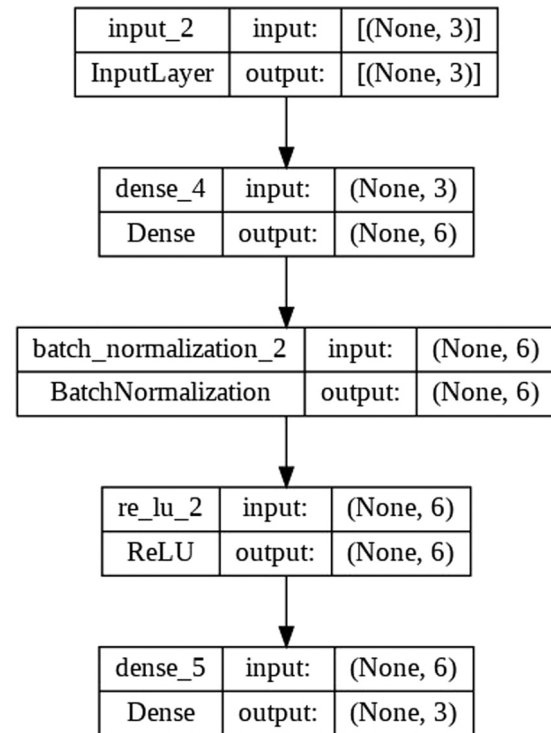 input_2 input: [(None, 3)]
InputLayer output: [(None, 3)]
dense_4 input: (None, 3)
Dense output: (None, 6)
batch_normalization_2 input: (None, 6)
BatchNormalization output: (None, 6)
re_lu_2 input: (None, 6)
ReLU output: (None, 6)
dense_5 input: (None, 6)
Dense output: (None, 3)